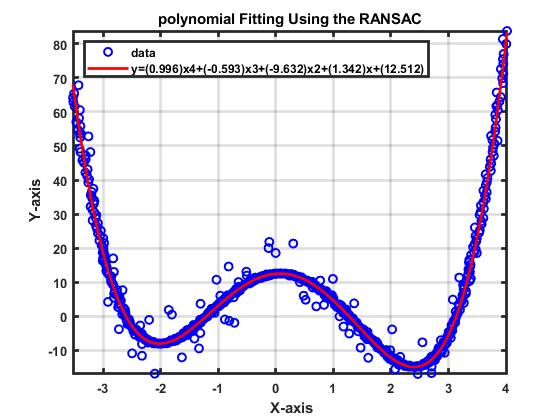 polynomial Fitting Using the RANSAC
data
y=(0.996)x4+(-0.593)x3+(-9.632)x2+(1.342)x+(12.512)
80
70
60
50
40
30
20
10
0
-10
Y-axis
-3 -2 -1 0 1 2 3 4
X-axis